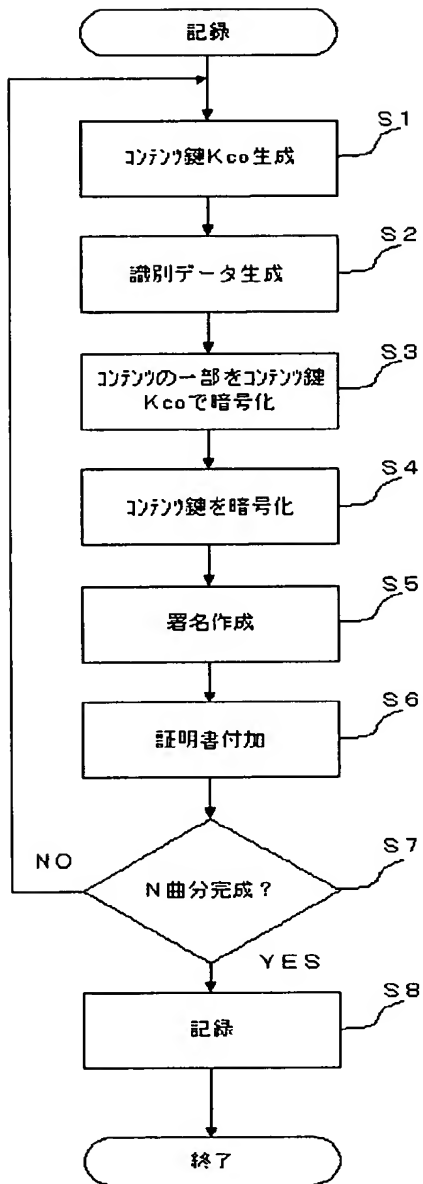 記録
S1
コンテンツ鍵Kco生成
S2
識別データ生成
S3
コンテンツの一部をコンテンツ鍵
Kcoで暗号化
S4
コンテンツ鍵を暗号化
S5
署名作成
S6
証明書付加
S7
NO
N曲分完成？
YES
S8
記録
終了